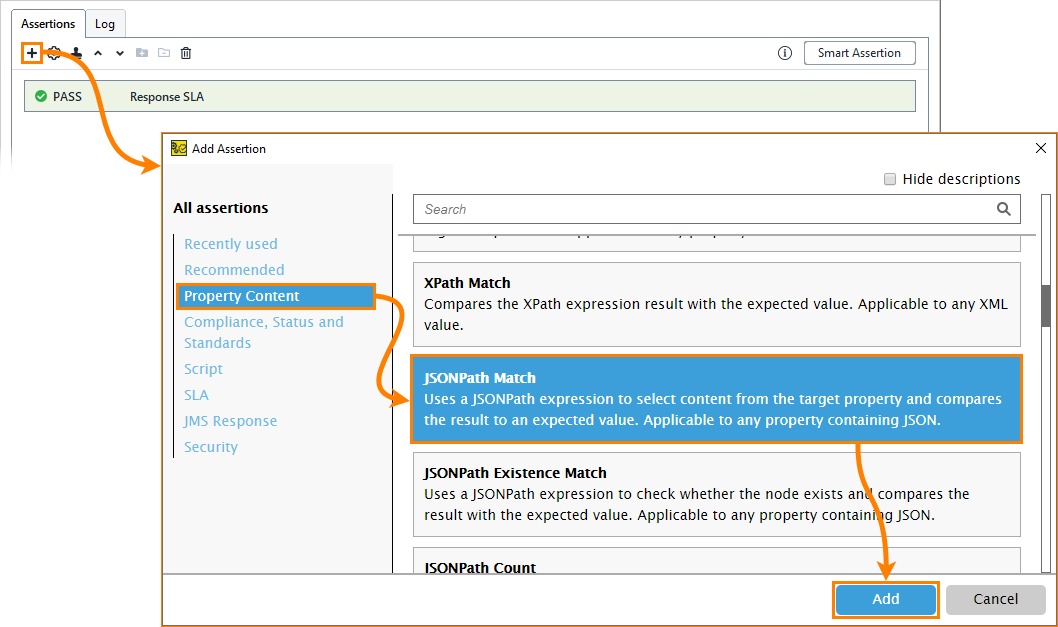 Assertions
Log
Smart Assertion
PASS
Response SLA
Add Assertion
Hide descriptions
All assertions
Search
Recently used
Recommended
Property Content
Compliance, Status and
Standards
Script
SLA
JMS Response
Security
XPath Match
Compares the XPath expression result with the expected value. Applicable to any XML
value.
JSONPath Match
Uses a JSONPath expression to select content from the target property and compares
the result to an expected value. Applicable to any property containing JSON.
JSONPath Existence Match
Uses a JSONPath expression to check whether the node exists and compares the
result with the expected value. Applicable to any property containing JSON.
JSONPath Count
Add
Cancel